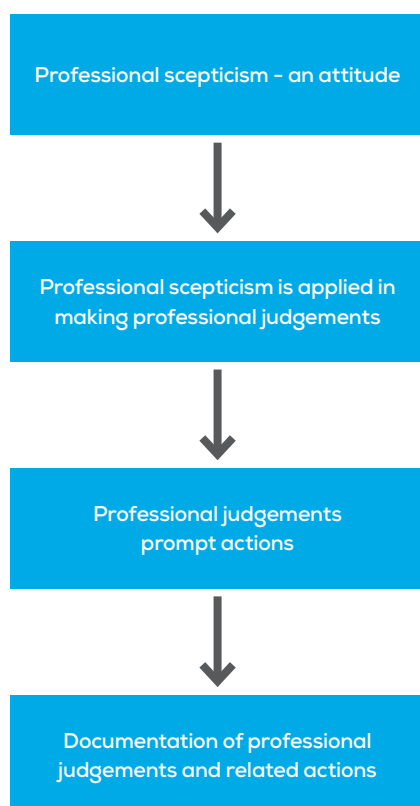 Professional scepticism - an attitude
Professional scepticism is applied in
making professional judgements
Professional judgements
prompt actions
Documentation of professional
judgements and related actions